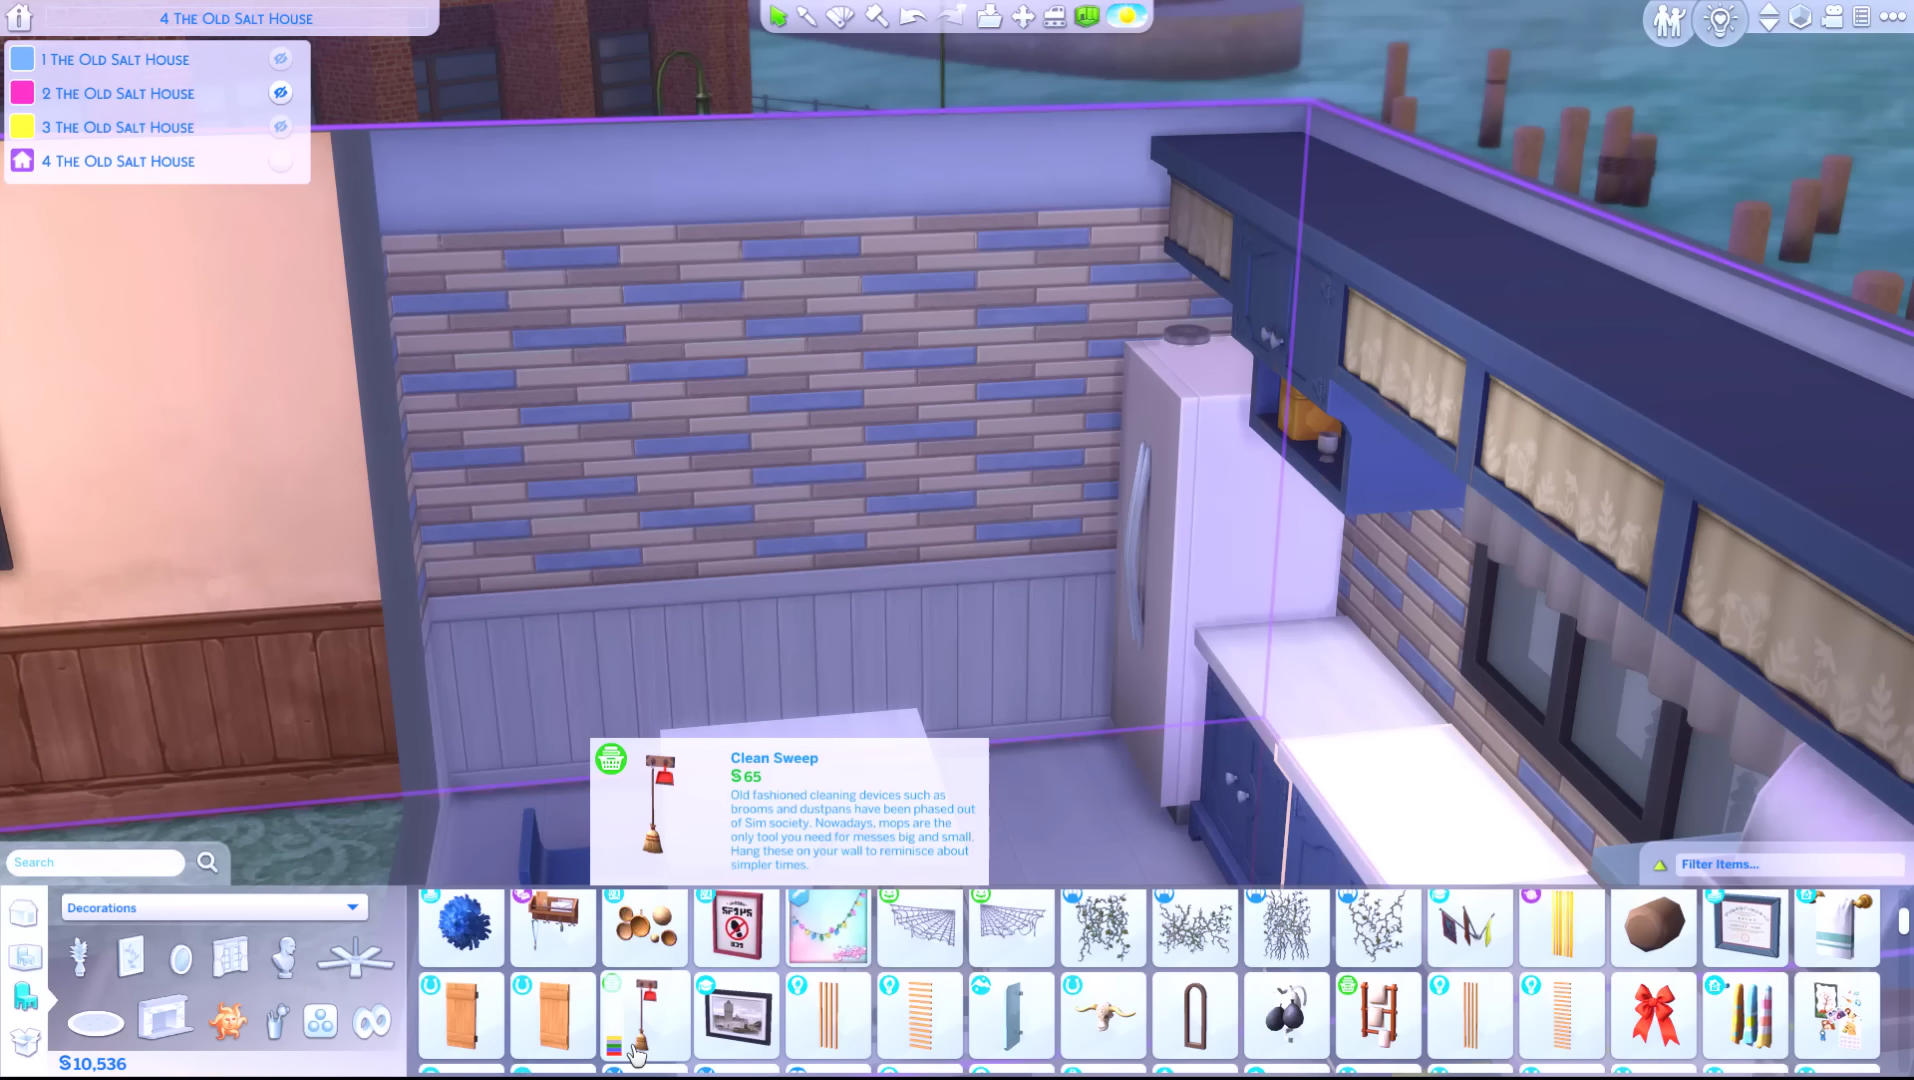 4 The Old Salt House
1 The Old Salt House
2 The Old Salt House
3 The Old Salt House
4 The Old Salt House
Clean Sweep
§65
Old fashioned cleaning devices such as
brooms and dustpans have been phased out
of Sim society. Nowadays, mops are the
only tool you need for messes big and small.
Hang these on your wall to reminisce about
simpler times.
Search
Filter Items...
Decorations
§10,536